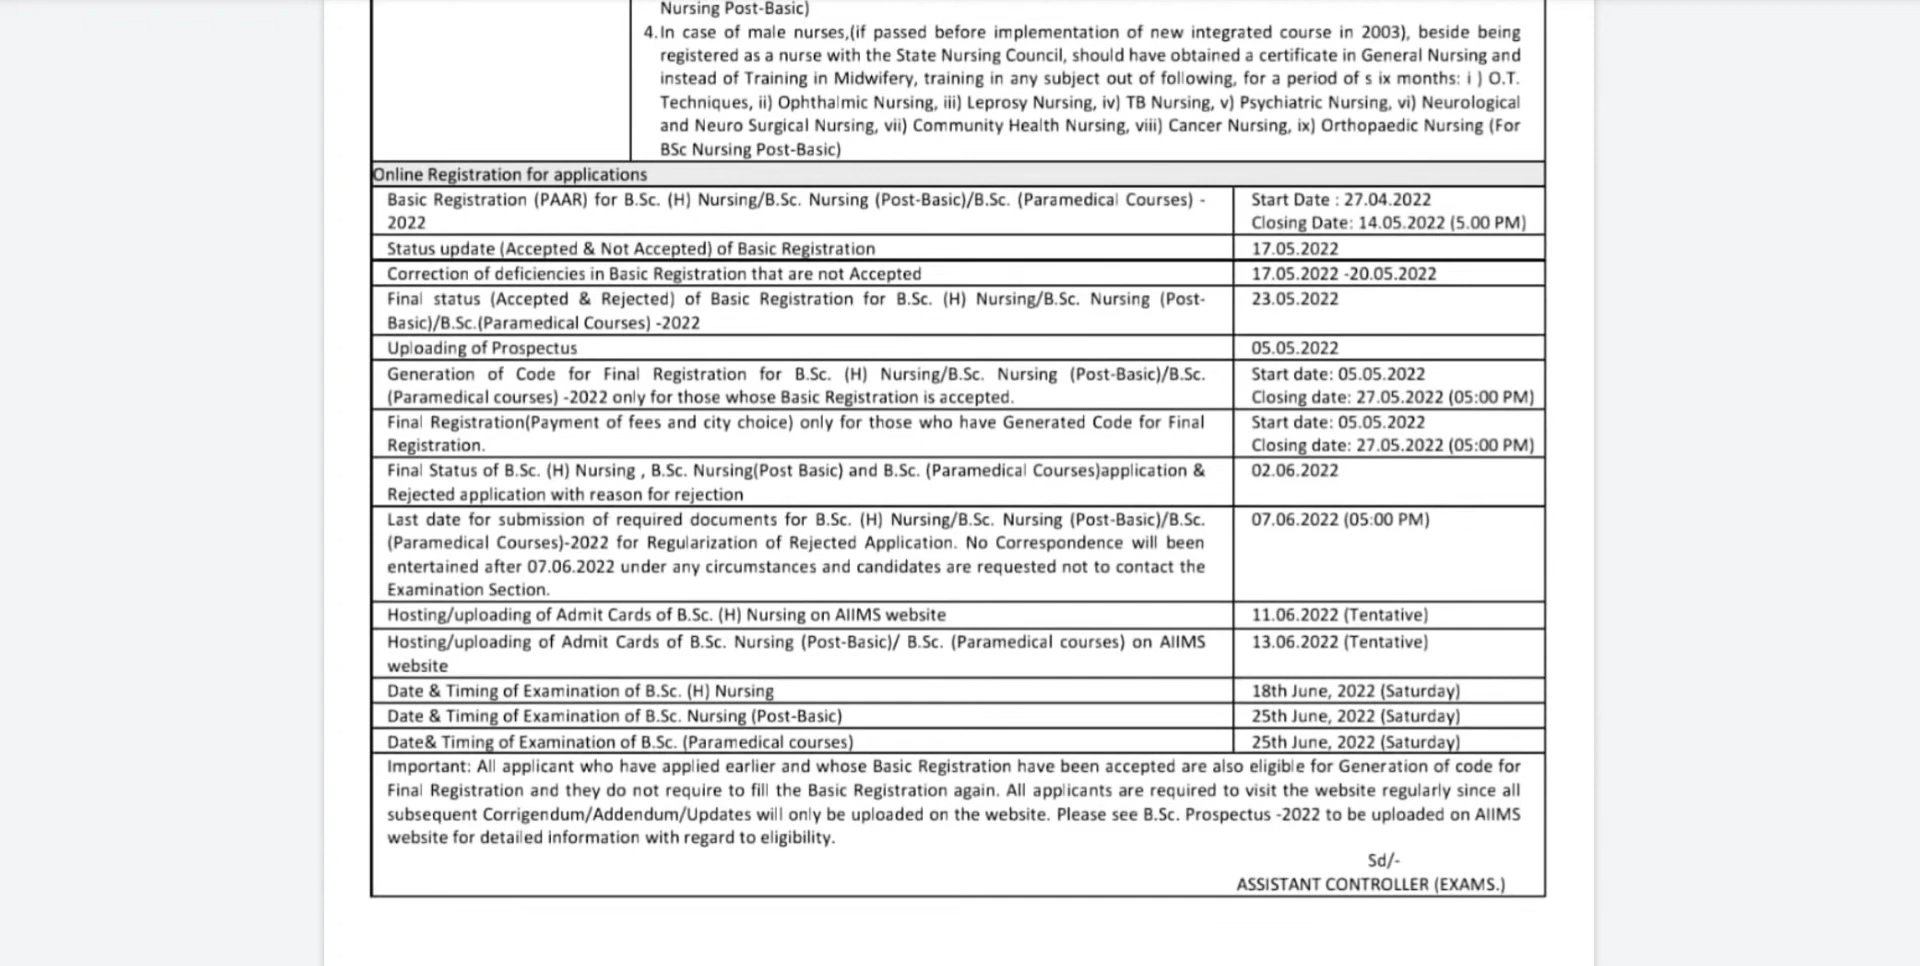 Nursing Post-Basic)
4.In case of male nurses,(if passed before implementation of new integrated course in 2003), beside being
registered as a nurse with the State Nursing Council, should have obtained a certificate in General Nursing and
instead of Training in Midwifery, training in any subject out of following, for a period of s ix months: i ) O.T.
Techniques, ii) Ophthalmic Nursing, iii) Leprosy Nursing, iv) TB Nursing, v) Psychiatric Nursing, vi) Neurological
and Neuro Surgical Nursing, vii) Community Health Nursing, viii) Cancer Nursing, ix) Orthopaedic Nursing (For
BSc Nursing Post-Basic)
Online Registration for applications
Basic Registration (PAAR) for B.Sc. (H) Nursing/B.Sc. Nursing (Post-Basic)/B.Sc. (Paramedical Courses) -
2022
Start Date : 27.04.2022
Closing Date: 14.05.2022 (5.00 PM)
Status update (Accepted & Not Accepted) of Basic Registration
17.05.2022
Correction of deficiencies in Basic Registration that are not Accepted
17.05.2022 -20.05.2022
Final status (Accepted & Rejected) of Basic Registration for B.Sc. (H) Nursing/B.Sc. Nursing (Post-
Basic)/B.Sc.(Paramedical Courses) -2022
23.05.2022
Uploading of Prospectus
05.05.2022
Generation of Code for Final Registration for B.Sc. (H) Nursing/B.Sc. Nursing (Post-Basic)/B.Sc.
(Paramedical courses) -2022 only for those whose Basic Registration is accepted.
Start date: 05.05.2022
Closing date: 27.05.2022 (05:00 PM)
Final Registration(Payment of fees and city choice) only for those who have Generated Code for Final
Registration.
Start date: 05.05.2022
Closing date: 27.05.2022 (05:00 PM)
Final Status of B.Sc. (H) Nursing , B.Sc. Nursing(Post Basic) and B.Sc. (Paramedical Courses)application &
Rejected application with reason for rejection
02.06.2022
Last date for submission of required documents for B.Sc. (H) Nursing/B.Sc. Nursing (Post-Basic)/B.Sc.
(Paramedical Courses)-2022 for Regularization of Rejected Application. No Correspondence will been
entertained after 07.06.2022 under any circumstances and candidates are requested not to contact the
Examination Section.
07.06.2022 (05:00 PM)
Hosting/uploading of Admit Cards of B.Sc. (H) Nursing on AIIMS website
11.06.2022 (Tentative)
Hosting/uploading of Admit Cards of B.Sc. Nursing (Post-Basic)/ B.Sc. (Paramedical courses) on AIIMS
website
13.06.2022 (Tentative)
Date & Timing of Examination of B.Sc. (H) Nursing
18th June, 2022 (Saturday)
Date & Timing of Examination of B.Sc. Nursing (Post-Basic)
25th June, 2022 (Saturday)
Date& Timing of Examination of B.Sc. (Paramedical courses)
25th June, 2022 (Saturday)
Important: All applicant who have applied earlier and whose Basic Registration have been accepted are also eligible for Generation of code for
Final Registration and they do not require to fill the Basic Registration again. All applicants are required to visit the website regularly since all
subsequent Corrigendum/Addendum/Updates will only be uploaded on the website. Please see B.Sc. Prospectus -2022 to be uploaded on AIIMS
website for detailed information with regard to eligibility.
Sd/-
ASSISTANT CONTROLLER (EXAMS.)